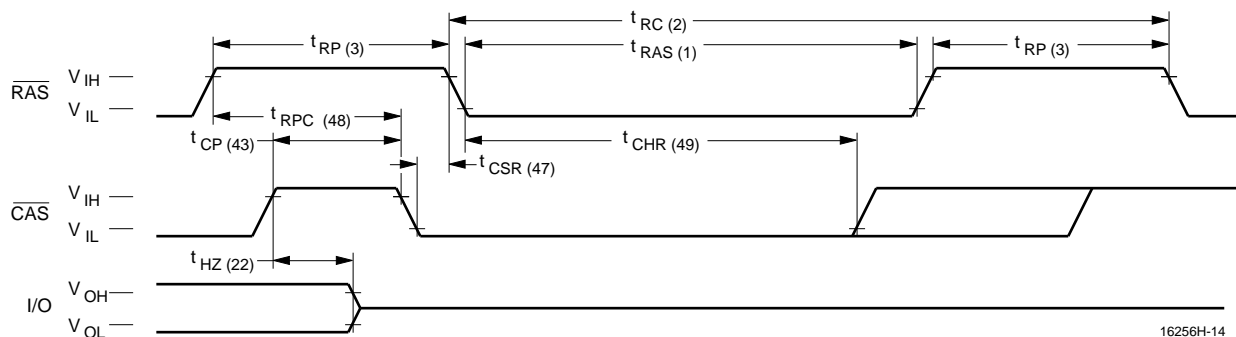 t RC (2)
t RP (3)
t RAS (1)
t RP (3)
RAS
V IH
V IL
t RPC (48)
t CP (43)
t CHR (49)
t CSR (47)
CAS
V IH
V IL
t HZ (22)
I/O
V OH
V OL
16256H-14